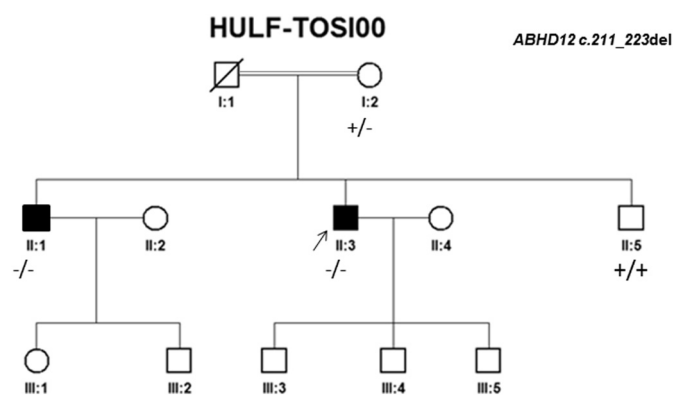 HULF-TOSI00
ABHD12 c.211_223del
I:1 I:2
+/-
II:1 II:2 II:3 II:4 II:5
-/- -/- +/+
III:1 III:2 III:3 III:4 III:5